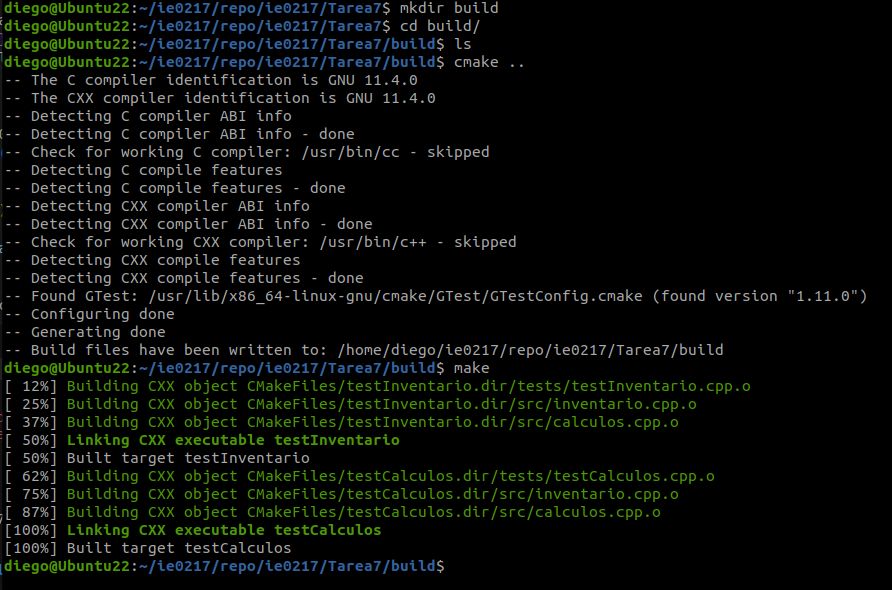 diego@Ubuntu22:~/ie0217/repo/ie0217/Tarea7$ mkdir build
diego@Ubuntu22:~/ie0217/repo/ie0217/Tarea7$ cd build/
diego@Ubuntu22:~/ie0217/repo/ie0217/Tarea7/build$ ls
diego@Ubuntu22:~/ie0217/repo/ie0217/Tarea7/build$ cmake ..
-- The C compiler identification is GNU 11.4.0
-- The CXX compiler identification is GNU 11.4.0
-- Detecting C compiler ABI info
-- Detecting C compiler ABI info - done
-- Check for working C compiler: /usr/bin/cc - skipped
-- Detecting C compile features
-- Detecting C compile features - done
-- Detecting CXX compiler ABI info
-- Detecting CXX compiler ABI info - done
-- Check for working CXX compiler: /usr/bin/c++ - skipped
-- Detecting CXX compile features
-- Detecting CXX compile features - done
-- Found GTest: /usr/lib/x86_64-linux-gnu/cmake/GTest/GTestConfig.cmake (found version "1.11.0")
-- Configuring done
-- Generating done
-- Build files have been written to: /home/diego/ie0217/repo/ie0217/Tarea7/build
diego@Ubuntu22:~/ie0217/repo/ie0217/Tarea7/build$ make
[ 12%] Building CXX object CMakeFiles/testInventario.dir/tests/testInventario.cpp.o
[ 25%] Building CXX object CMakeFiles/testInventario.dir/src/inventario.cpp.o
[ 37%] Building CXX object CMakeFiles/testInventario.dir/src/calculos.cpp.o
[ 50%] Linking CXX executable testInventario
[ 50%] Built target testInventario
[ 62%] Building CXX object CMakeFiles/testCalculos.dir/tests/testCalculos.cpp.o
[ 75%] Building CXX object CMakeFiles/testCalculos.dir/src/inventario.cpp.o
[ 87%] Building CXX object CMakeFiles/testCalculos.dir/src/calculos.cpp.o
[100%] Linking CXX executable testCalculos
[100%] Built target testCalculos
diego@Ubuntu22:~/ie0217/repo/ie0217/Tarea7/build$